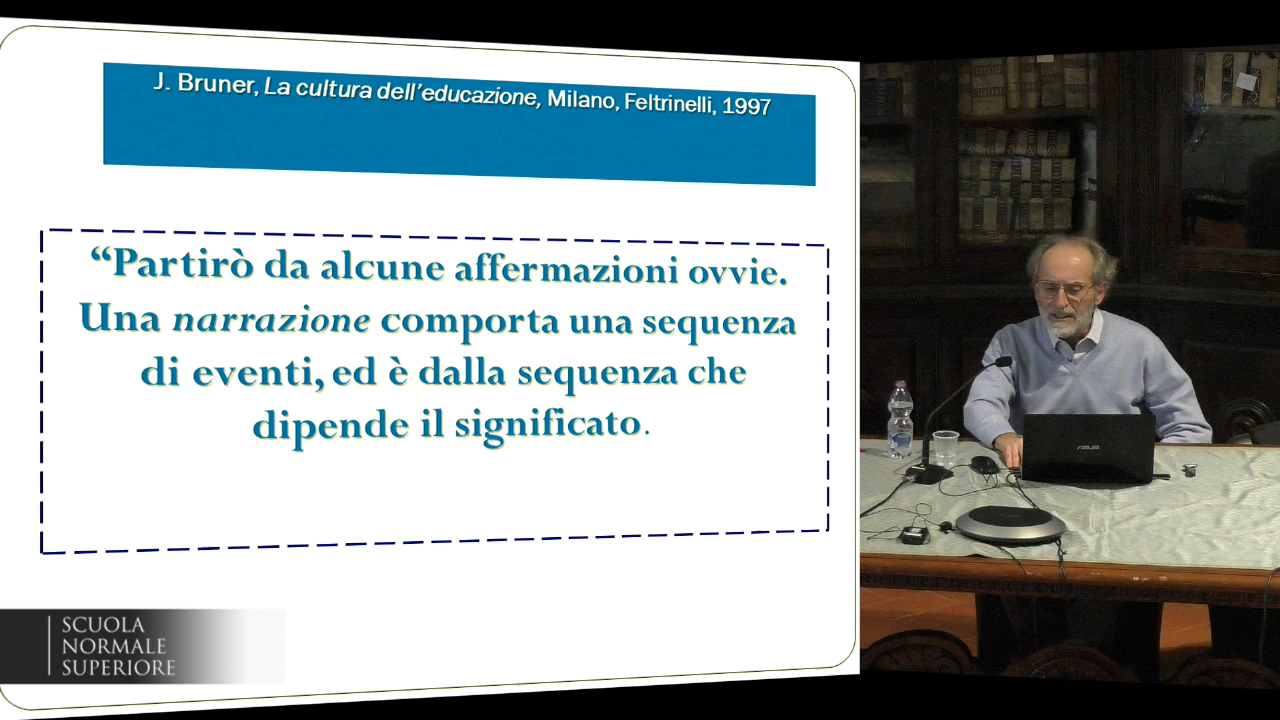 J. Bruner, La cultura dell'educazione, Milano, Feltrinelli, 1997
“Partirò da alcune affermazioni ovvie.
Una narrazione comporta una sequenza
di eventi, ed è dalla sequenza che
dipende il significato.
SCUOLA
NORMALE
SUPERIORE
ASUS